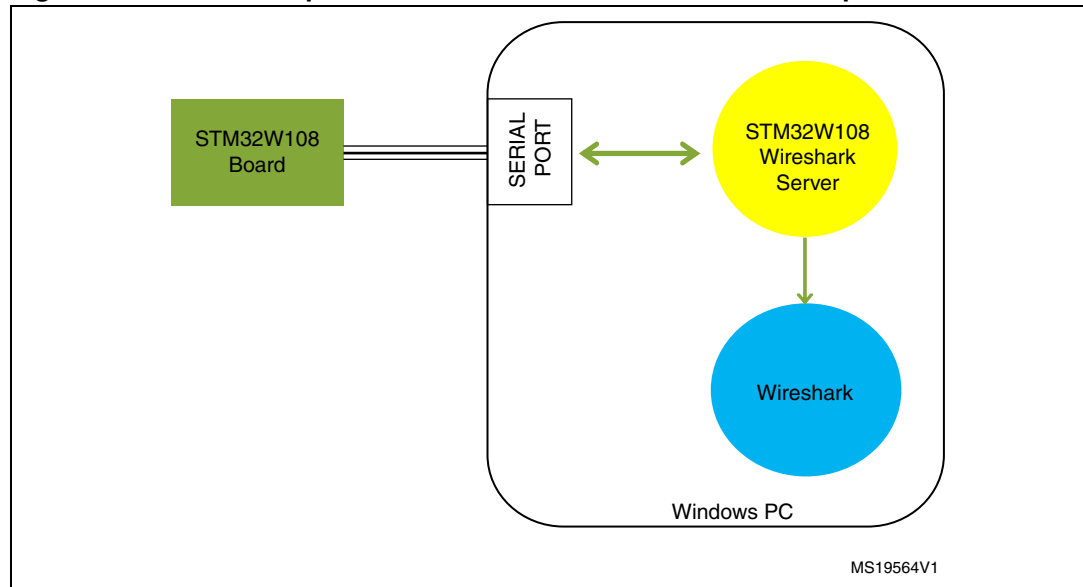 STM32W108
Board
SERIAL
PORT
STM32W108
Wireshark
Server
Wireshark
Windows PC
MS19564V1